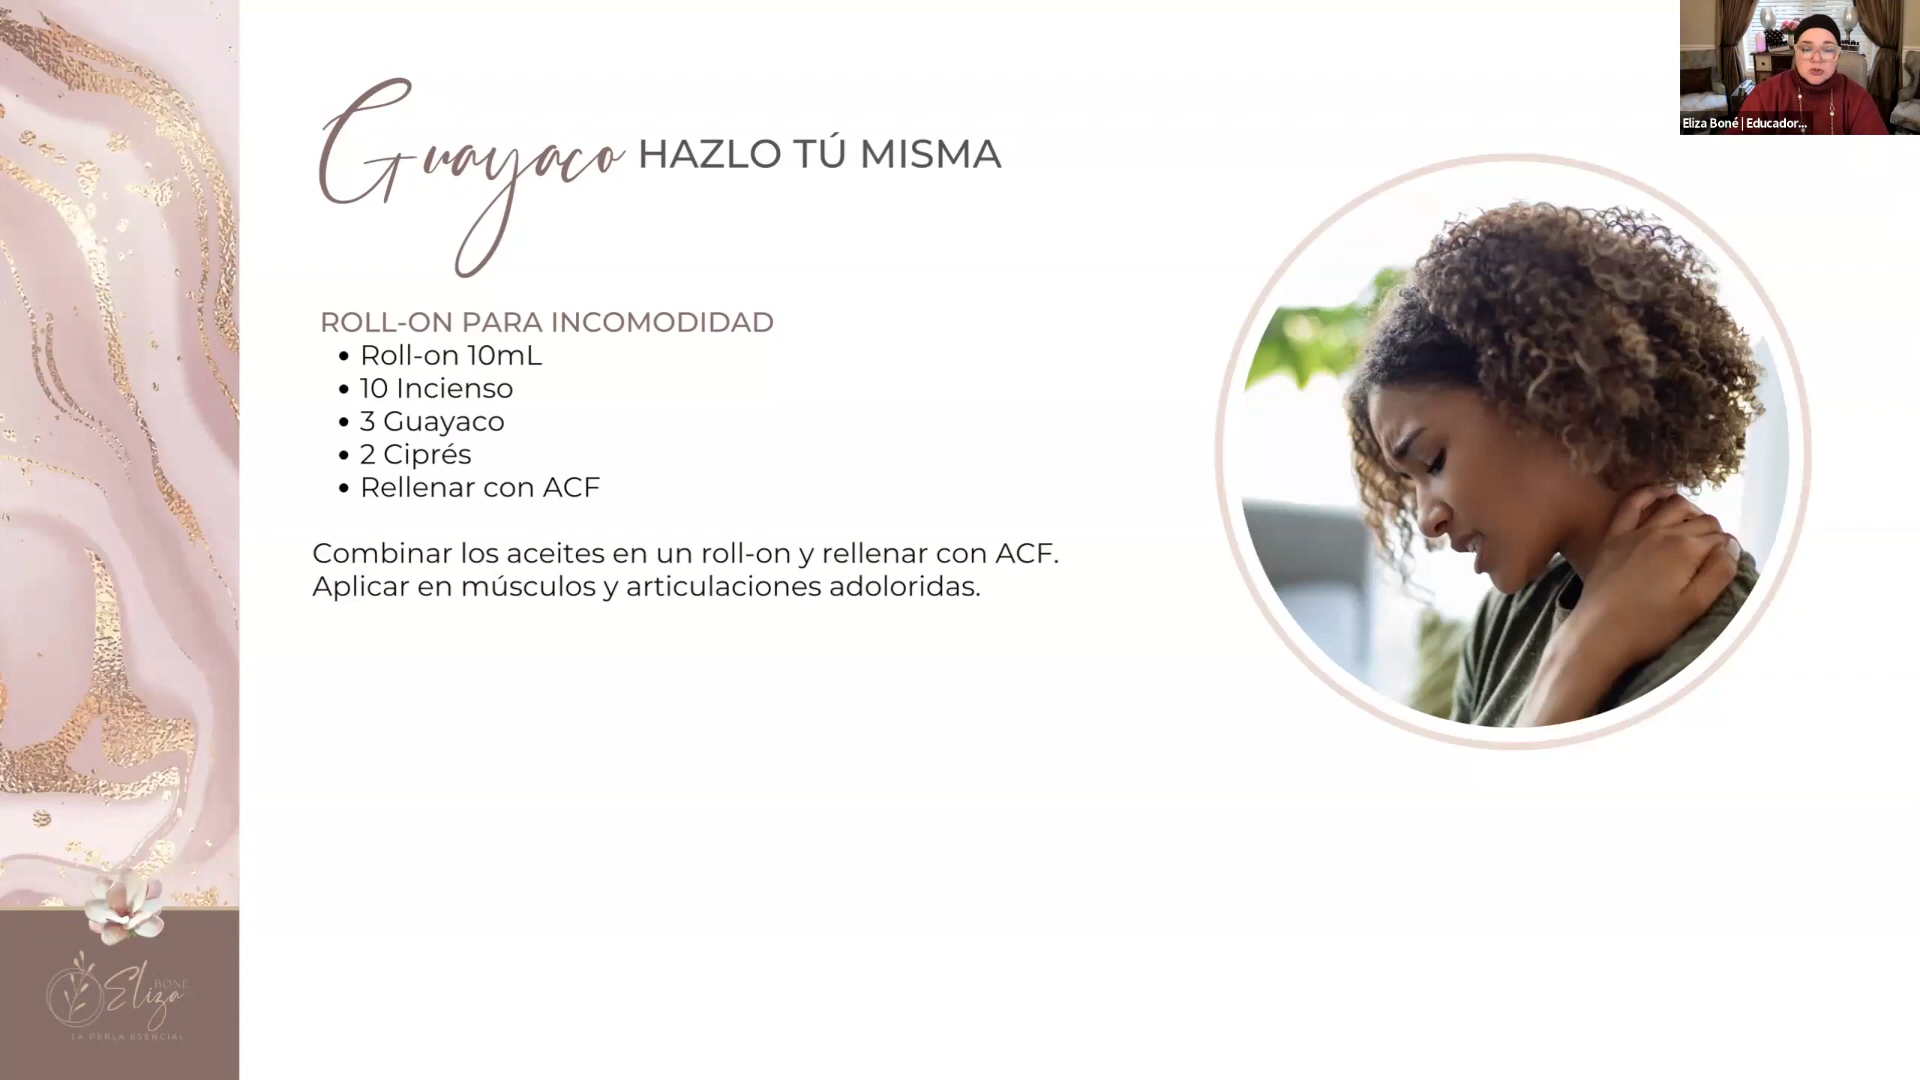 Guayaco HAZLO TÚ MISMA
Eliza Boné | Educador...
ROLL-ON PARA INCOMODIDAD
• Roll-on 10mL
• 10 Incienso
• 3 Guayaco
• 2 Ciprés
• Rellenar con ACF
Combinar los aceites en un roll-on y rellenar con ACF.
Aplicar en músculos y articulaciones adoloridas.
Eliza BONÉ
LA PERLA ESENCIAL